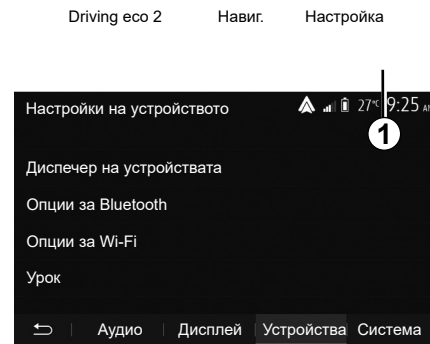 Driving eco 2 Навиг. Настройка
Настройки на устройството 27°C 9:25 AM
1
Диспечер на устройствата
Опции за Bluetooth
Опции за Wi-Fi
Урок
Аудио Дисплей Устройства Система